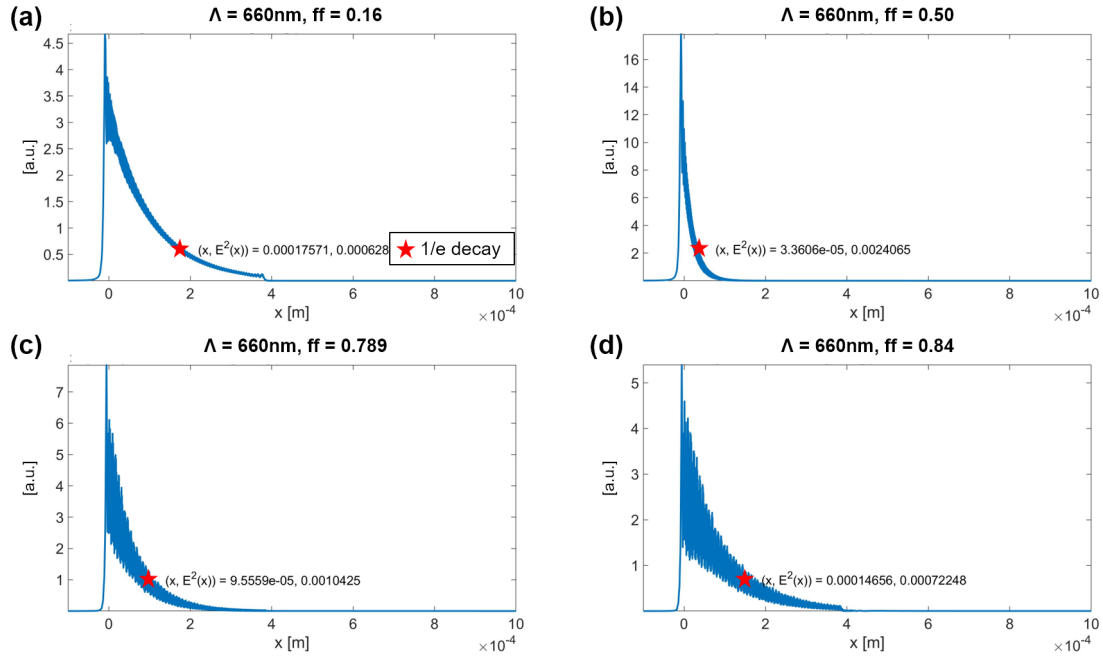 (a)
Λ = 660nm, ff = 0.16
4.5
4
3.5
3
2.5
2
1.5
1
0.5
[a.u.]
(x, E²(x)) = 0.00017571, 0.000628
1/e decay
0 2 4 6 8 10
x [m]
×10⁻⁴
(b)
Λ = 660nm, ff = 0.50
16
14
12
10
8
6
4
2
[a.u.]
(x, E²(x)) = 3.3606e-05, 0.0024065
0 2 4 6 8 10
x [m]
×10⁻⁴
(c)
Λ = 660nm, ff = 0.789
7
6
5
4
3
2
1
[a.u.]
(x, E²(x)) = 9.5559e-05, 0.0010425
0 2 4 6 8 10
x [m]
×10⁻⁴
(d)
Λ = 660nm, ff = 0.84
5
4
3
2
1
[a.u.]
(x, E²(x)) = 0.00014656, 0.00072248
0 2 4 6 8 10
x [m]
×10⁻⁴